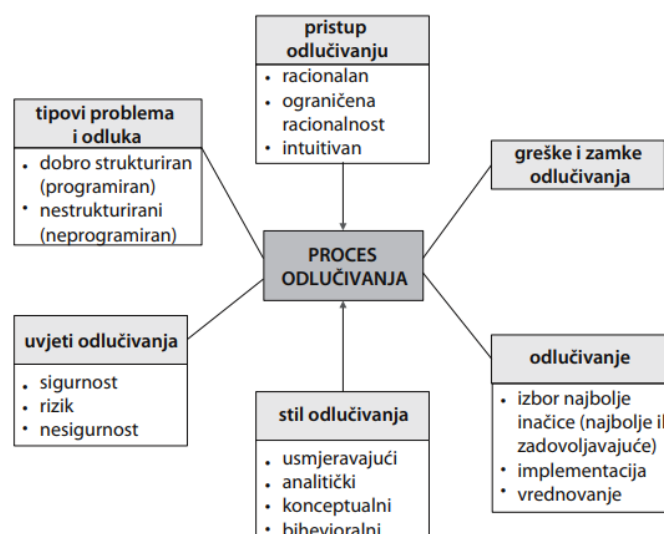 pristup
odlučivanju
• racionalan
• ograničena
racionalnost
• intuitivan
tipovi problema
i odluka
• dobro strukturiran
(programiran)
• nestrukturirani
(neprogramiran)
greške i zamke
odlučivanja
PROCES
ODLUČIVANJA
uvjeti odlučivanja
• sigurnost
• rizik
• nesigurnost
stil odlučivanja
• usmjeravajući
• analitički
• konceptualni
• bihevioralni
odlučivanje
• izbor najbolje
inačice (najbolje il
zadovoljavajuće)
• implementacija
• vrednovanje